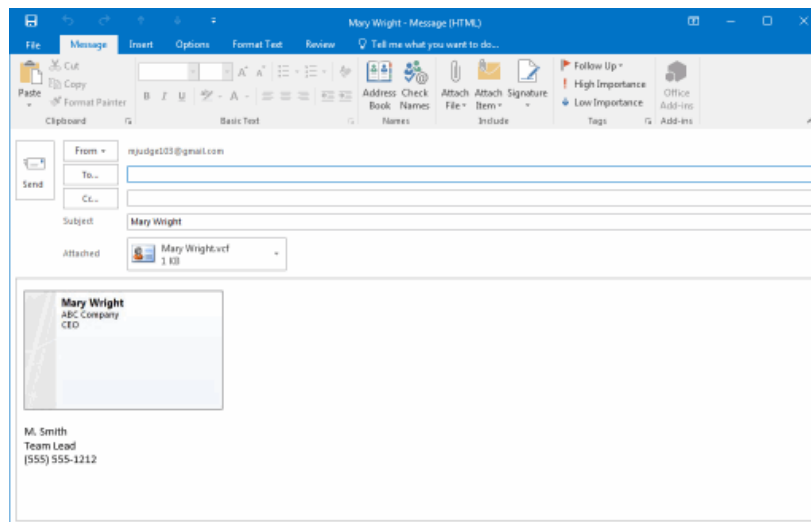 Mary Wright - Message (HTML)
File Message Insert Options Format Text Review Tell me what you want to do...
Paste
Cut
Copy
Format Painter
Clipboard
B I U A
Basic Text
Address Book
Check Names
Names
Attach File
Attach Item
Signature
Include
Follow Up
High Importance
Low Importance
Tags
Office Add-ins
Add-ins
Send
From mjudge103@gmail.com
To...
Cc...
Subject Mary Wright
Attached Mary Wright.vcf
1 KB
Mary Wright
ABC Company
CEO
M. Smith
Team Lead
(555) 555-1212